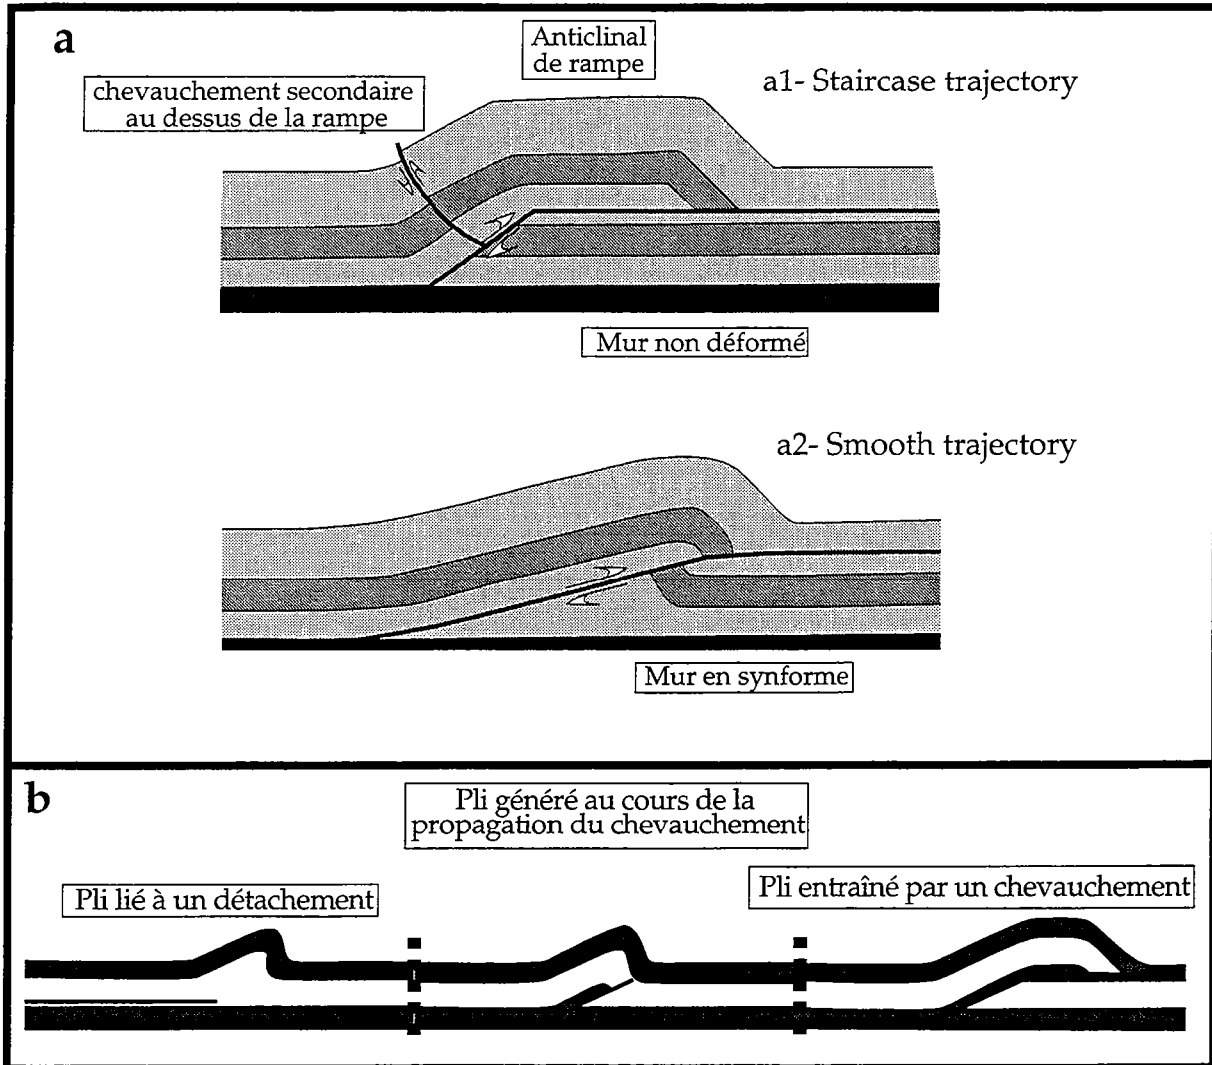 a
Anticlinal
de rampe
a1- Staircase trajectory
chevauchement secondaire
au dessus de la rampe
Mur non déformé
a2- Smooth trajectory
Mur en synforme
b
Pli généré au cours de la
propagation du chevauchement
Pli lié à un détachement
Pli entraîné par un chevauchement